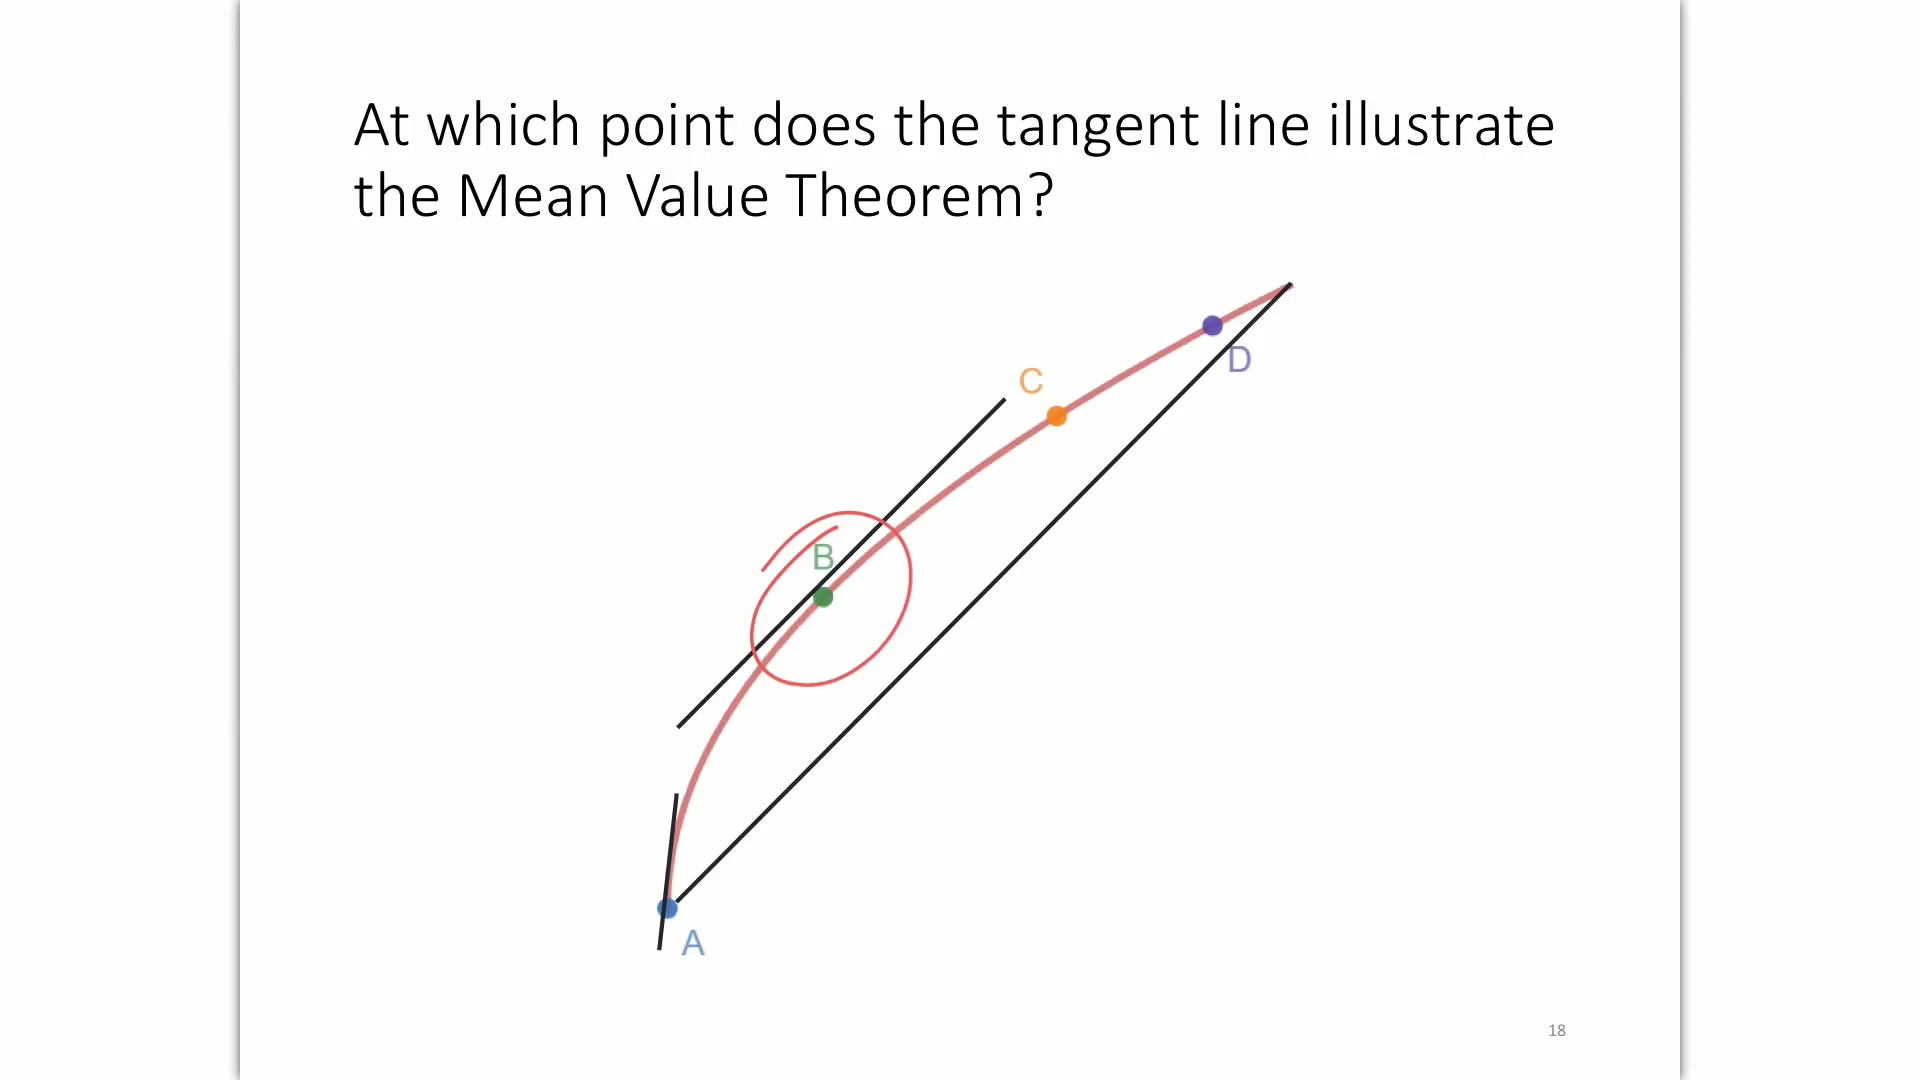 At which point does the tangent line illustrate
the Mean Value Theorem?
D
C
B
A
18